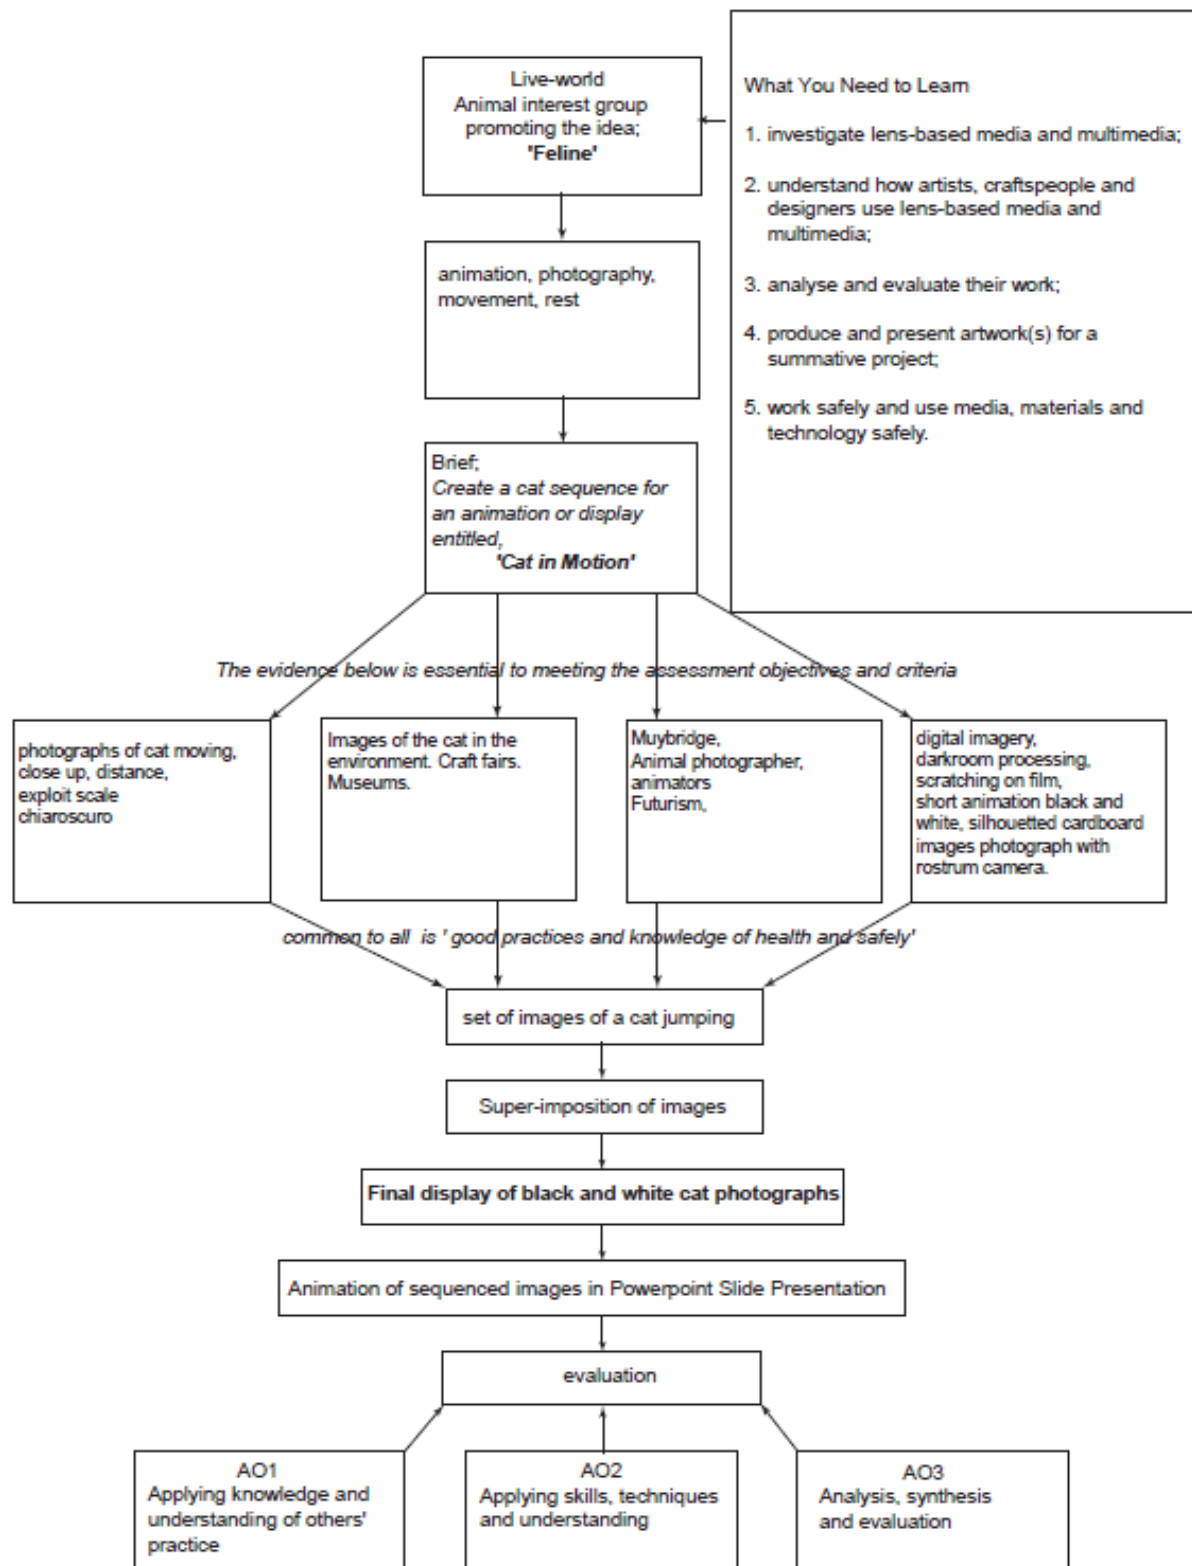 Live-world
Animal interest group
promoting the idea;
'Feline'
What You Need to Learn
1. investigate lens-based media and multimedia;
2. understand how artists, craftspeople and
designers use lens-based media and
multimedia;
3. analyse and evaluate their work;
4. produce and present artwork(s) for a
summative project;
5. work safely and use media, materials and
technology safely.
animation, photography,
movement, rest
Brief;
Create a cat sequence for
an animation or display
entitled,
'Cat in Motion'
The evidence below is essential to meeting the assessment objectives and criteria
photographs of cat moving,
close up, distance,
exploit scale
chiaroscuro
Images of the cat in the
environment. Craft fairs.
Museums.
Muybridge,
Animal photographer,
animators
Futurism,
digital imagery,
darkroom processing,
scratching on film,
short animation black and
white, silhouetted cardboard
images photograph with
rostrum camera.
common to all is ' good practices and knowledge of health and safely'
set of images of a cat jumping
Super-imposition of images
Final display of black and white cat photographs
Animation of sequenced images in Powerpoint Slide Presentation
evaluation
AO1
Applying knowledge and
understanding of others'
practice
AO2
Applying skills, techniques
and understanding
AO3
Analysis, synthesis
and evaluation